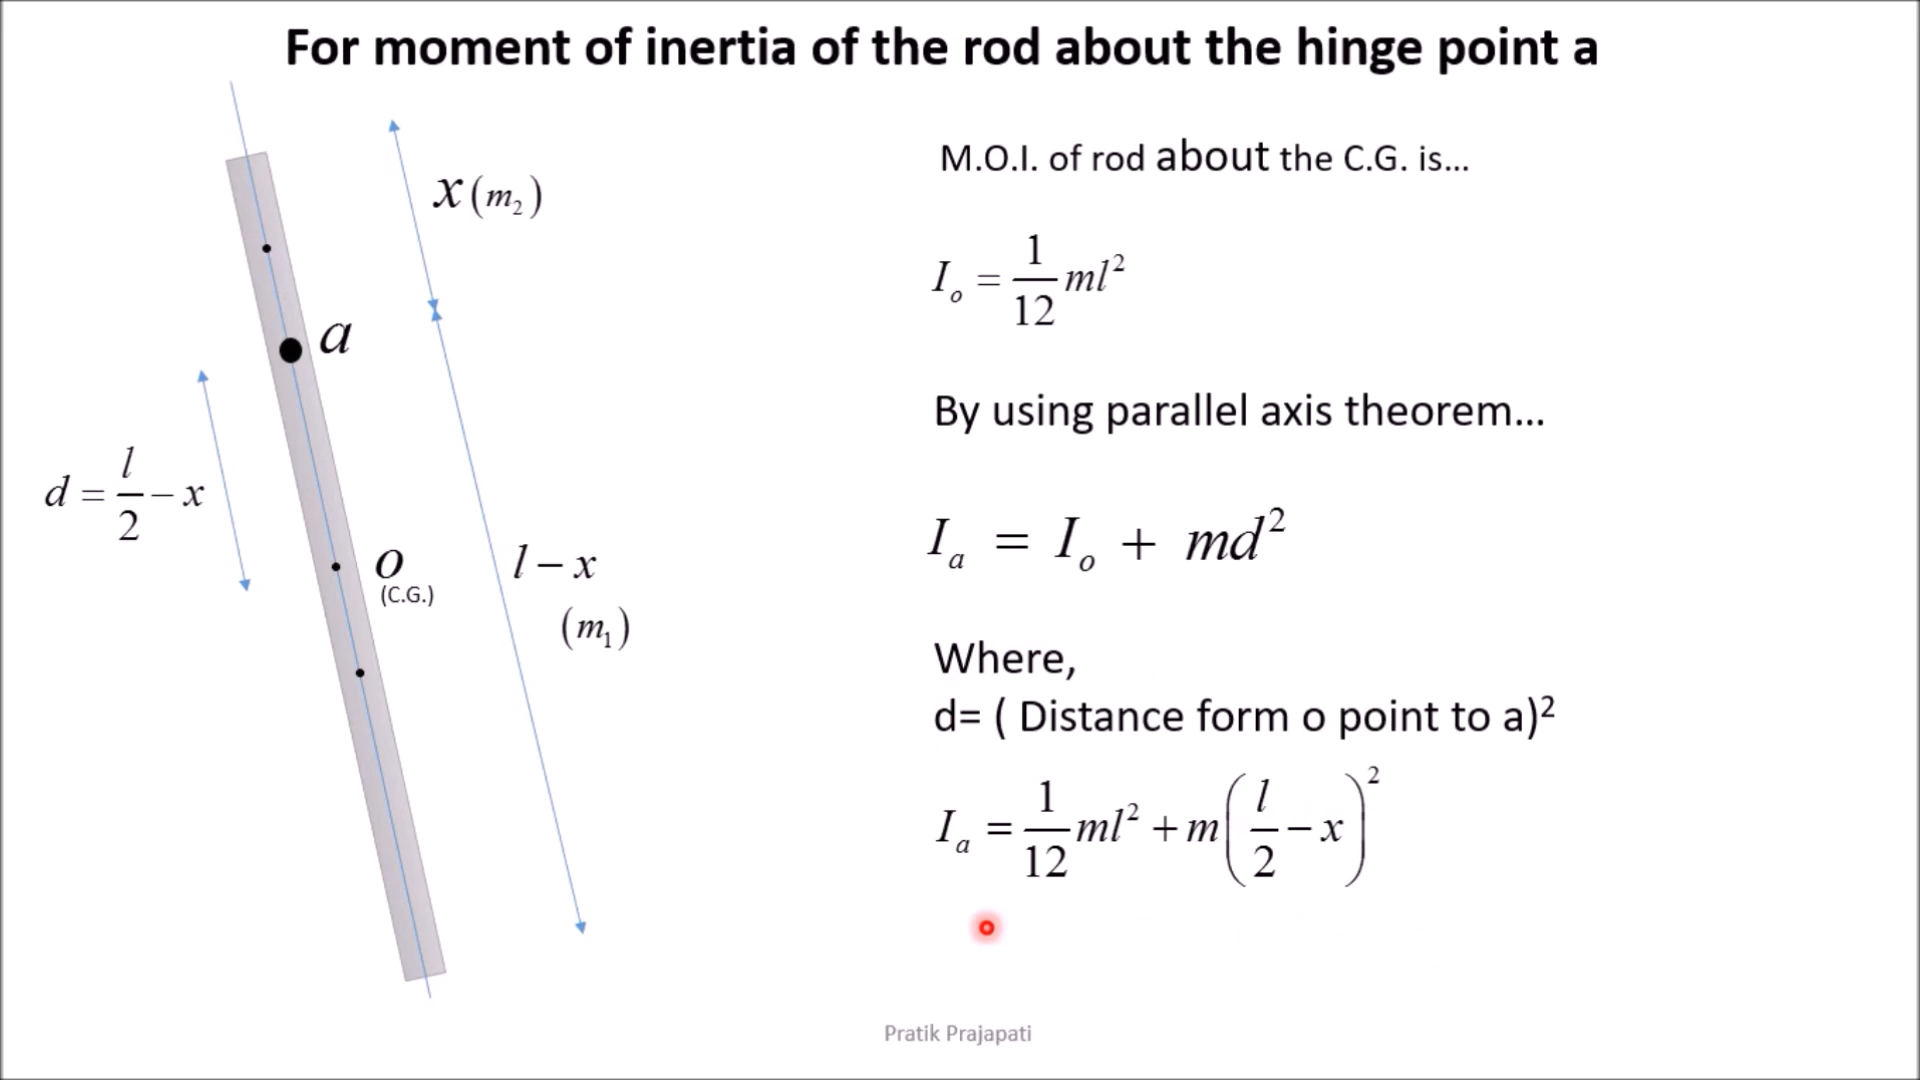 For moment of inertia of the rod about the hinge point a
x (m₂)
a
d = l/2 − x
o
(C.G.)
l − x
(m₁)
M.O.I. of rod about the C.G. is...
Iₒ = 1/12 ml²
By using parallel axis theorem...
Iₐ = Iₒ + md²
Where,
d= ( Distance form o point to a)²
Iₐ = 1/12 ml² + m(l/2 − x)²
Pratik Prajapati